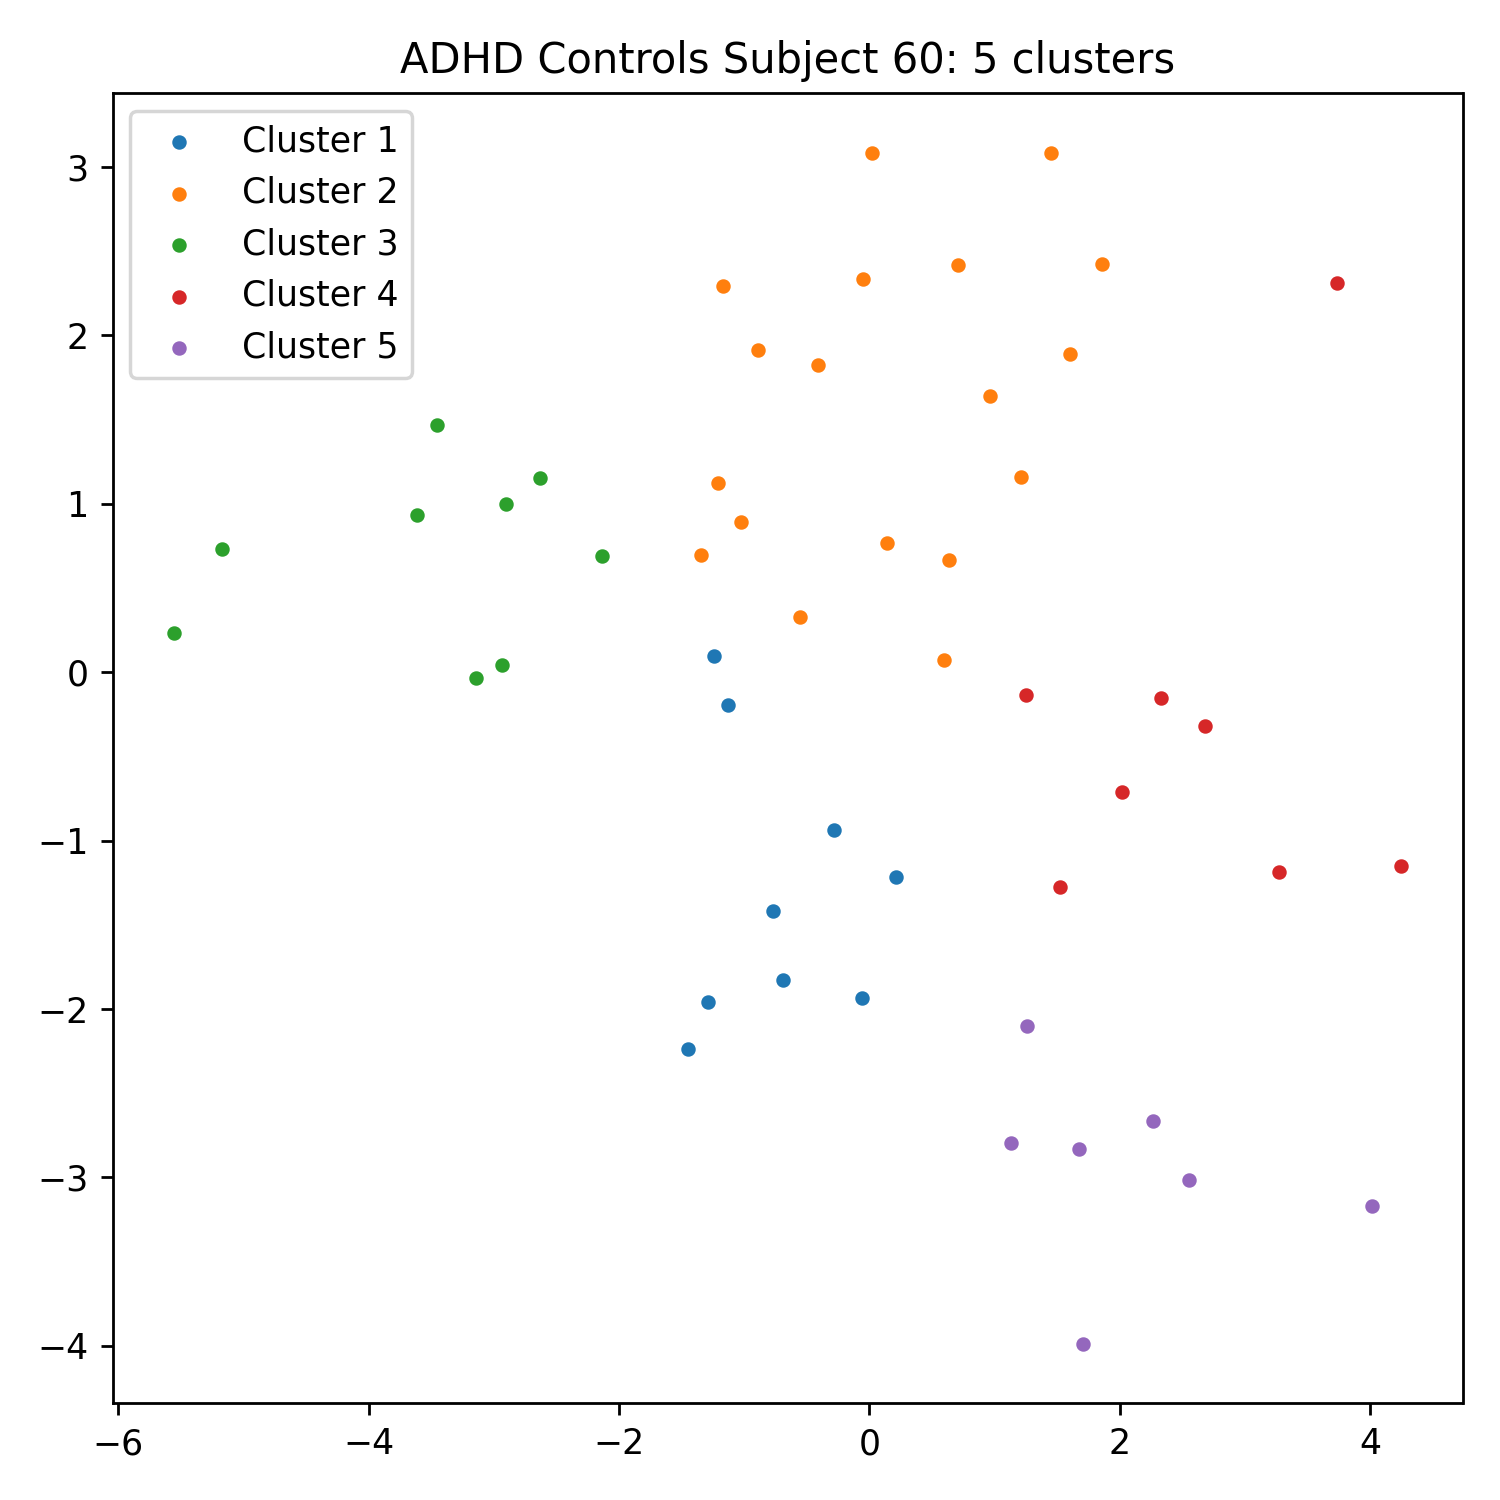 ADHD Controls Subject 60: 5 clusters
Cluster 1
Cluster 2
Cluster 3
Cluster 4
Cluster 5
3
2
1
0
−1
−2
−3
−4
−6 −4 −2 0 2 4